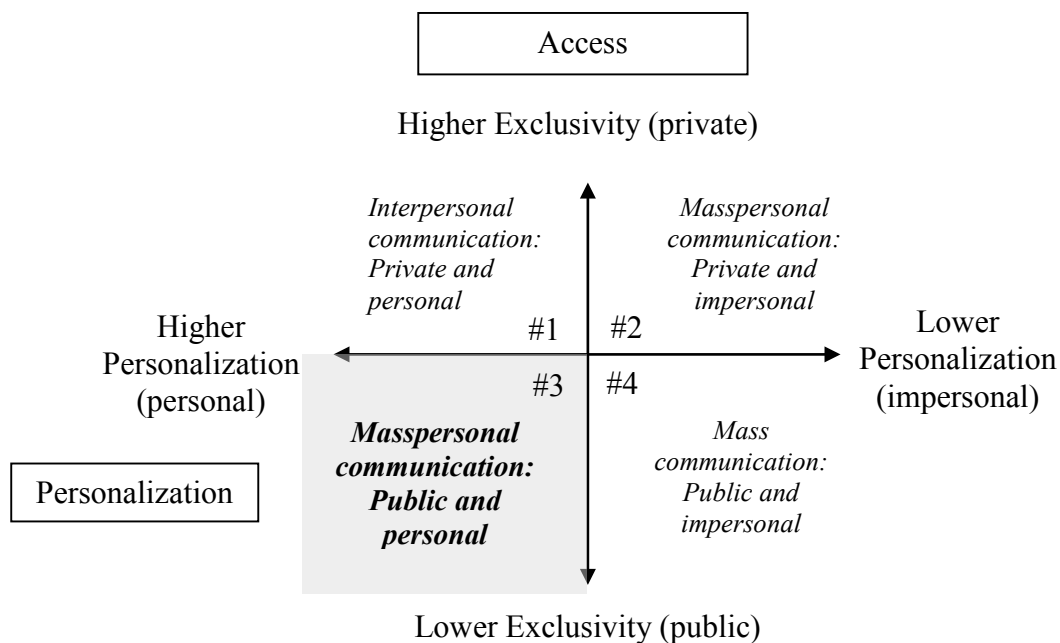 Access
Higher Exclusivity (private)
Interpersonal
communication:
Private and
personal
Masspersonal
communication:
Private and
impersonal
#1
#2
Higher
Personalization
(personal)
Lower
Personalization
(impersonal)
#3
#4
Masspersonal
communication:
Public and
personal
Mass
communication:
Public and
impersonal
Personalization
Lower Exclusivity (public)